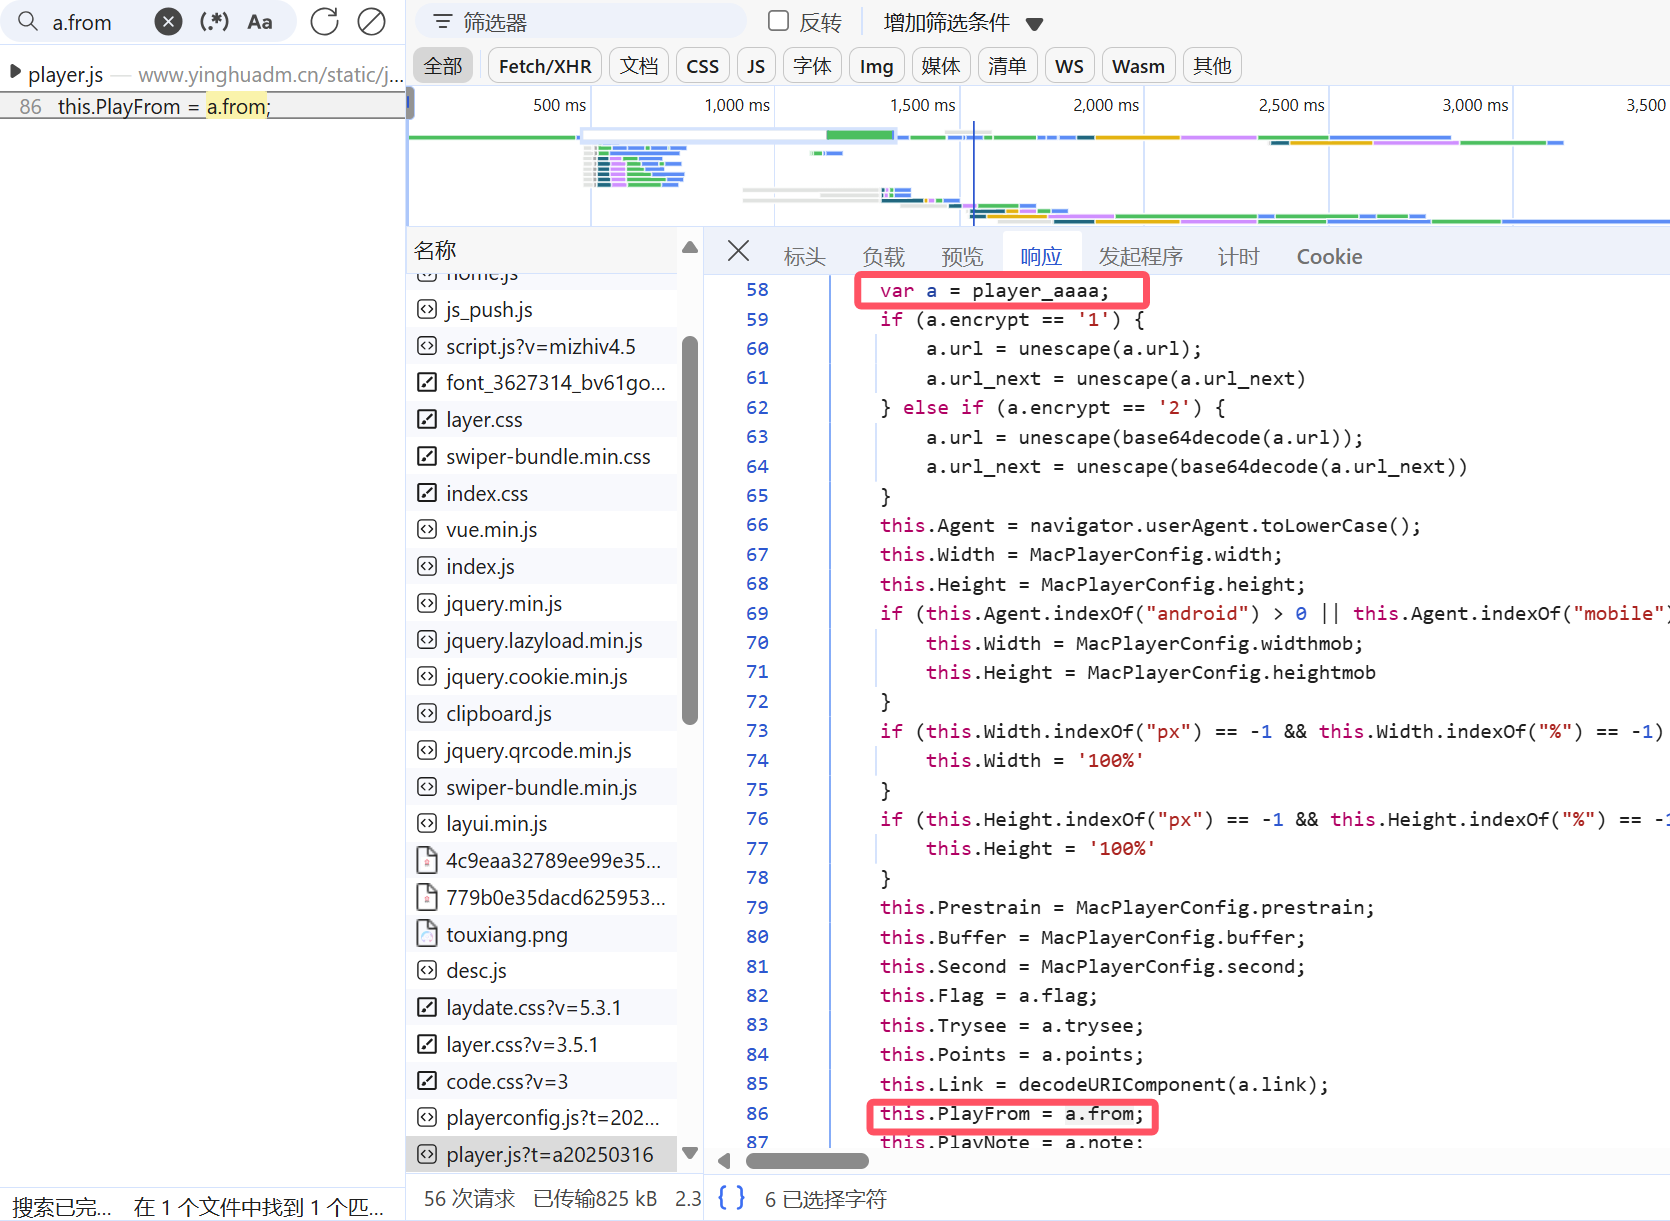 a.from
(.*)
Aa
player.js — www.yinghuadm.cn/static/j...
86 this.PlayFrom = a.from;
搜索已完... 在 1 个文件中找到 1 个匹...
筛选器
反转
增加筛选条件
全部
Fetch/XHR
文档
CSS
JS
字体
Img
媒体
清单
WS
Wasm
其他
500 ms
1,000 ms
1,500 ms
2,000 ms
2,500 ms
3,000 ms
3,500
名称
home.js
js_push.js
script.js?v=mizhiv4.5
font_3627314_bv61go...
layer.css
swiper-bundle.min.css
index.css
vue.min.js
index.js
jquery.min.js
jquery.lazyload.min.js
jquery.cookie.min.js
clipboard.js
jquery.qrcode.min.js
swiper-bundle.min.js
layui.min.js
4c9eaa32789ee99e35...
779b0e35dacd625953...
touxiang.png
desc.js
laydate.css?v=5.3.1
layer.css?v=3.5.1
code.css?v=3
playerconfig.js?t=202...
player.js?t=a20250316
56 次请求 已传输825 kB 2.3
标头
负载
预览
响应
发起程序
计时
Cookie
58 var a = player_aaaa;
59 if (a.encrypt == '1') {
60 a.url = unescape(a.url);
61 a.url_next = unescape(a.url_next)
62 } else if (a.encrypt == '2') {
63 a.url = unescape(base64decode(a.url));
64 a.url_next = unescape(base64decode(a.url_next))
65 }
66 this.Agent = navigator.userAgent.toLowerCase();
67 this.Width = MacPlayerConfig.width;
68 this.Height = MacPlayerConfig.height;
69 if (this.Agent.indexOf("android") > 0 || this.Agent.indexOf("mobile")
70 this.Width = MacPlayerConfig.widthmob;
71 this.Height = MacPlayerConfig.heightmob
72 }
73 if (this.Width.indexOf("px") == -1 && this.Width.indexOf("%") == -1)
74 this.Width = '100%'
75 }
76 if (this.Height.indexOf("px") == -1 && this.Height.indexOf("%") == -1
77 this.Height = '100%'
78 }
79 this.Prestrain = MacPlayerConfig.prestrain;
80 this.Buffer = MacPlayerConfig.buffer;
81 this.Second = MacPlayerConfig.second;
82 this.Flag = a.flag;
83 this.Trysee = a.trysee;
84 this.Points = a.points;
85 this.Link = decodeURIComponent(a.link);
86 this.PlayFrom = a.from;
87 this.PlayNote = a.note;
{ } 6 已选择字符